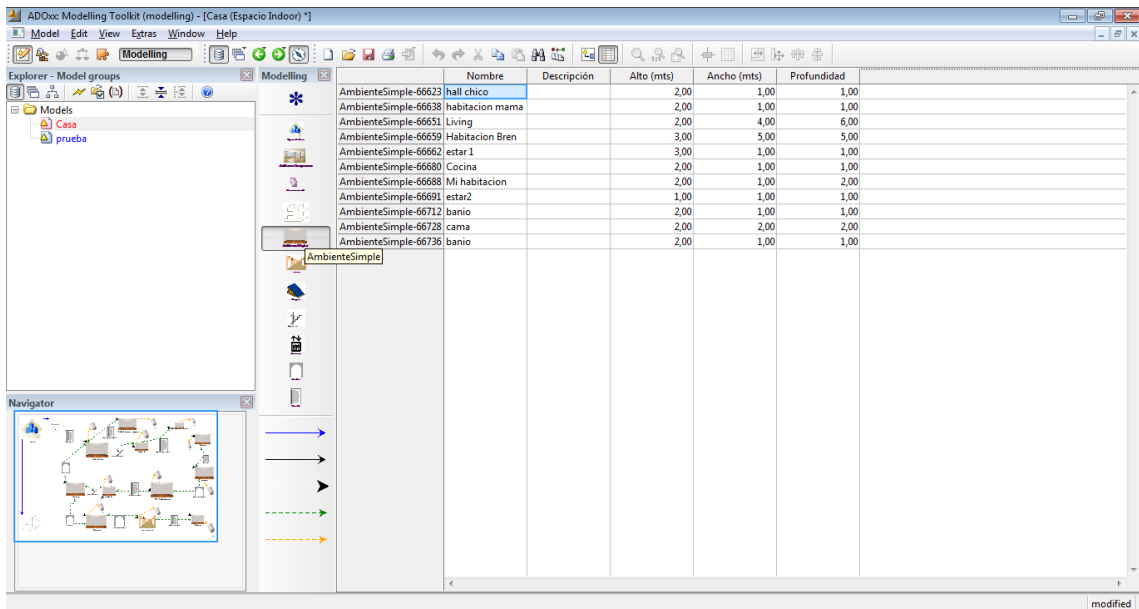 ADOxx Modelling Toolkit (modelling) - [Casa (Espacio Indoor) *]
Model Edit View Extras Window Help
Modelling
Explorer - Model groups
Models
Casa
prueba
Modelling
AmbienteSimple
Nombre Descripción Alto (mts) Ancho (mts) Profundidad
AmbienteSimple-66623 hall chico 2,00 1,00 1,00
AmbienteSimple-66638 habitacion mama 2,00 1,00 1,00
AmbienteSimple-66651 Living 2,00 4,00 6,00
AmbienteSimple-66659 Habitacion Bren 3,00 5,00 5,00
AmbienteSimple-66662 estar 1 3,00 1,00 1,00
AmbienteSimple-66680 Cocina 2,00 1,00 1,00
AmbienteSimple-66688 Mi habitacion 2,00 1,00 2,00
AmbienteSimple-66691 estar2 1,00 1,00 1,00
AmbienteSimple-66712 banio 2,00 1,00 1,00
AmbienteSimple-66728 cama 2,00 2,00 2,00
AmbienteSimple-66736 banio 2,00 1,00 1,00
Navigator
modified